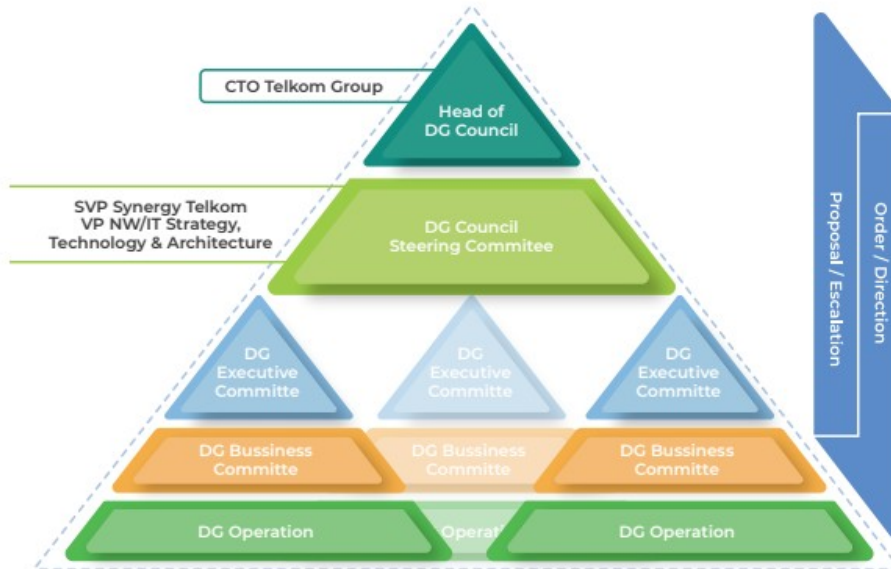 CTO Telkom Group
Head of
DG Council
SVP Synergy Telkom
VP NW/IT Strategy,
Technology & Architecture
DG Council
Steering Commitee
DG
Executive
Committe
DG
Executive
Committe
DG
Executive
Committe
DG Bussiness
Committe
DG Bussiness
Committe
DG Bussiness
Committe
DG Operation
Operati
DG Operation
Proposal / Escalation
Order / Direction